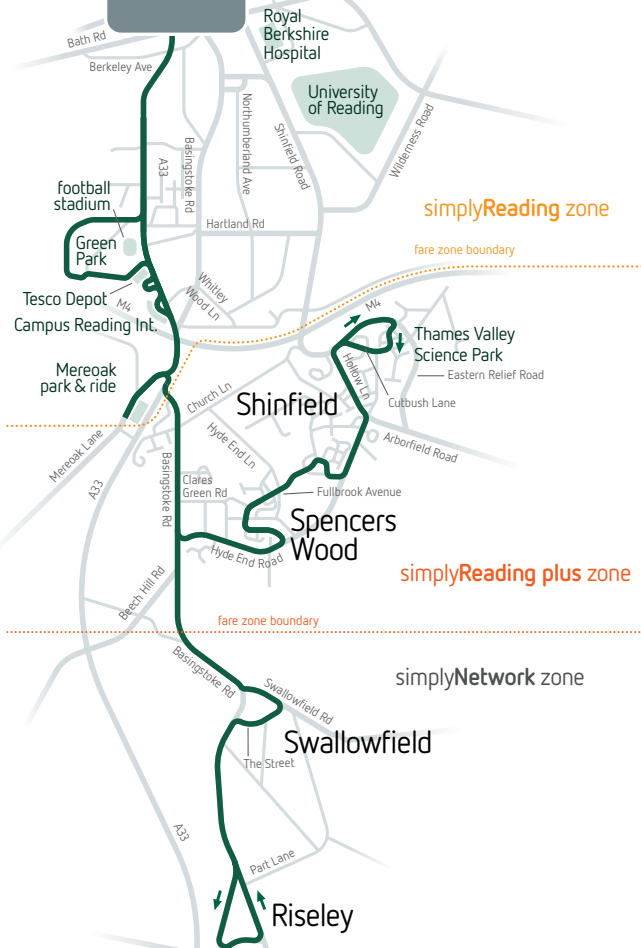 Royal
Berkshire
Hospital
Bath Rd
Berkeley Ave
University
of Reading
Northumberland Ave
Shinfield Road
Wilderness Road
A33
Basingstoke Rd
football
stadium
simplyReading zone
Hartland Rd
Green
Park
fare zone boundary
Whitley
Wood Ln
Tesco Depot
M4
M4
Campus Reading Int.
Thames Valley
Science Park
Mereoak
park & ride
Hollow Ln
Eastern Relief Road
Church Ln
Cutbush Lane
Shinfield
Mereoak Lane
Hyde End Ln
Arborfield Road
A33
Basingstoke Rd
Clares
Green Rd
Fullbrook Avenue
Spencers
Wood
Hyde End Road
simplyReading plus zone
Beech Hill Rd
fare zone boundary
Basingstoke Rd
simplyNetwork zone
Swallowfield Rd
Swallowfield
The Street
A33
Part Lane
Riseley